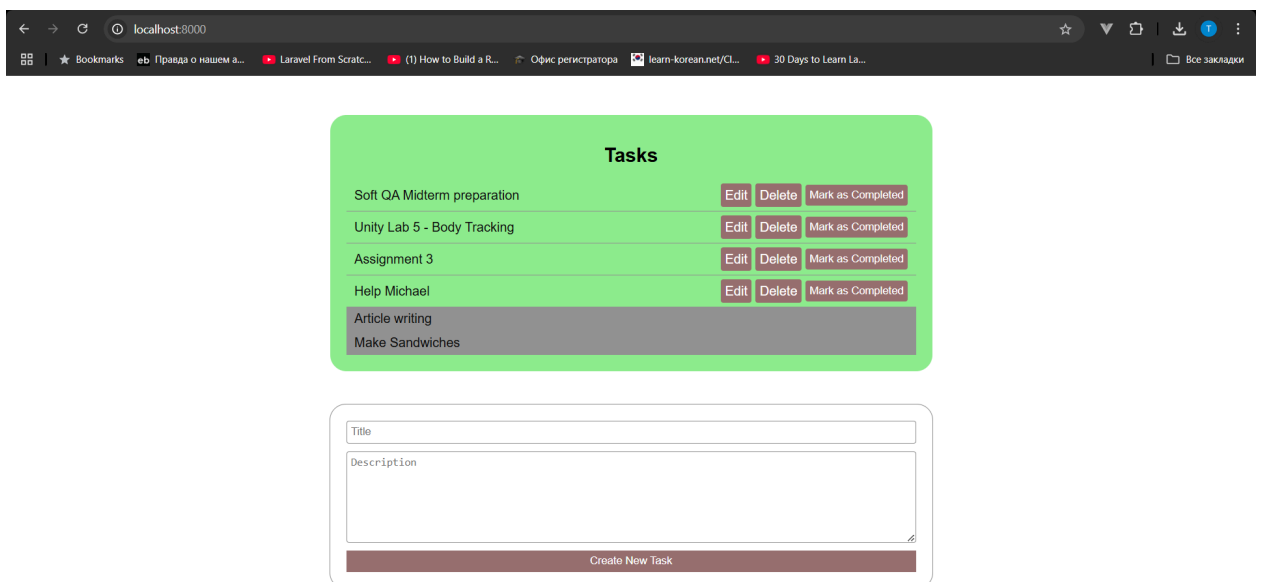 localhost:8000
T
Bookmarks eb Правда о нашем а... Laravel From Scratc... (1) How to Build a R... Офис регистратора learn-korean.net/Cl... 30 Days to Learn La... Все закладки
Tasks
Soft QA Midterm preparation Edit Delete Mark as Completed
Unity Lab 5 - Body Tracking Edit Delete Mark as Completed
Assignment 3 Edit Delete Mark as Completed
Help Michael Edit Delete Mark as Completed
Article writing
Make Sandwiches
Title
Description
Create New Task